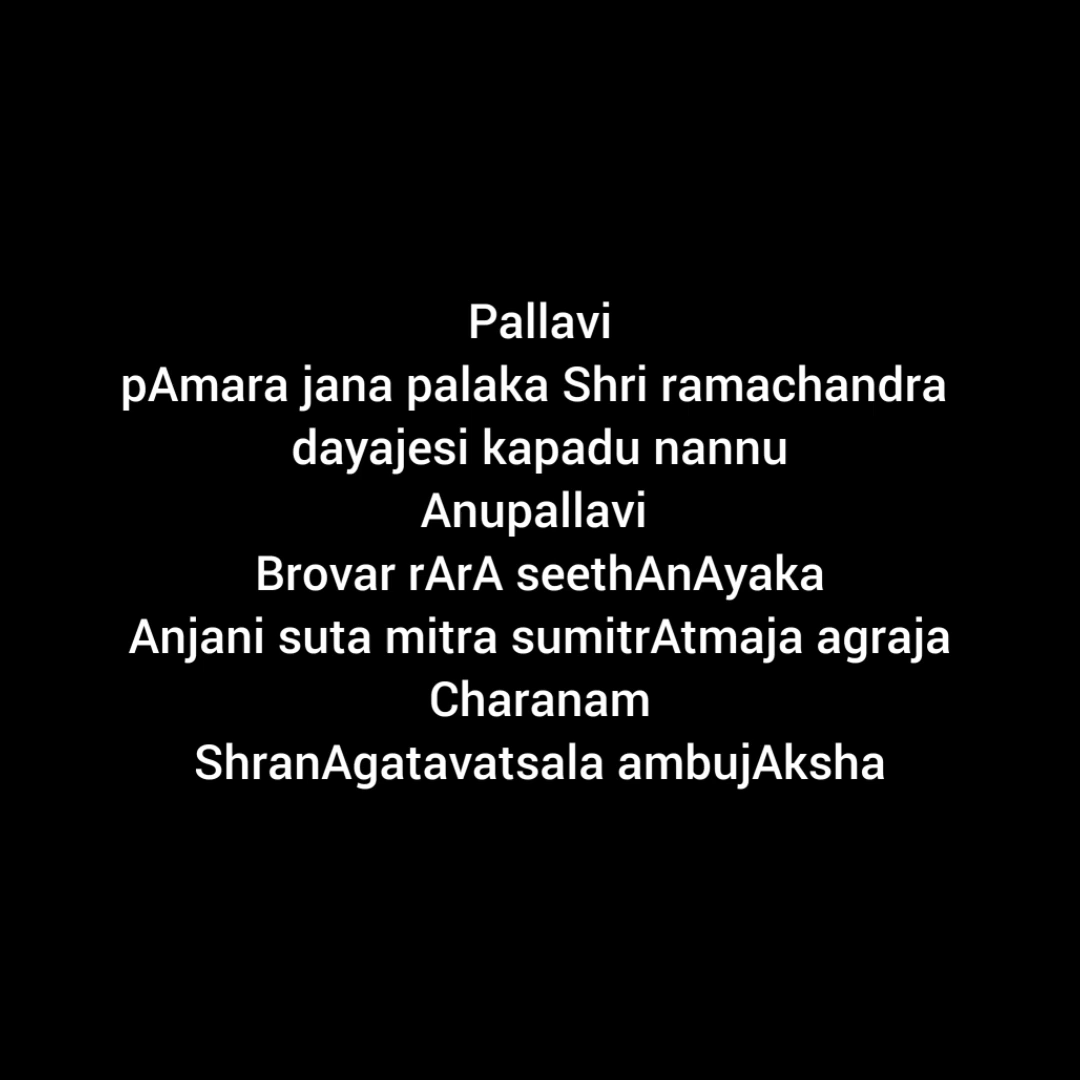 Pallavi
pAmara jana palaka Shri ramachandra
dayajesi kapadu nannu
Anupallavi
Brovar rArA seethAnAyaka
Anjani suta mitra sumitrAtmaja agraja
Charanam
ShranAgatavatsala ambujAksha